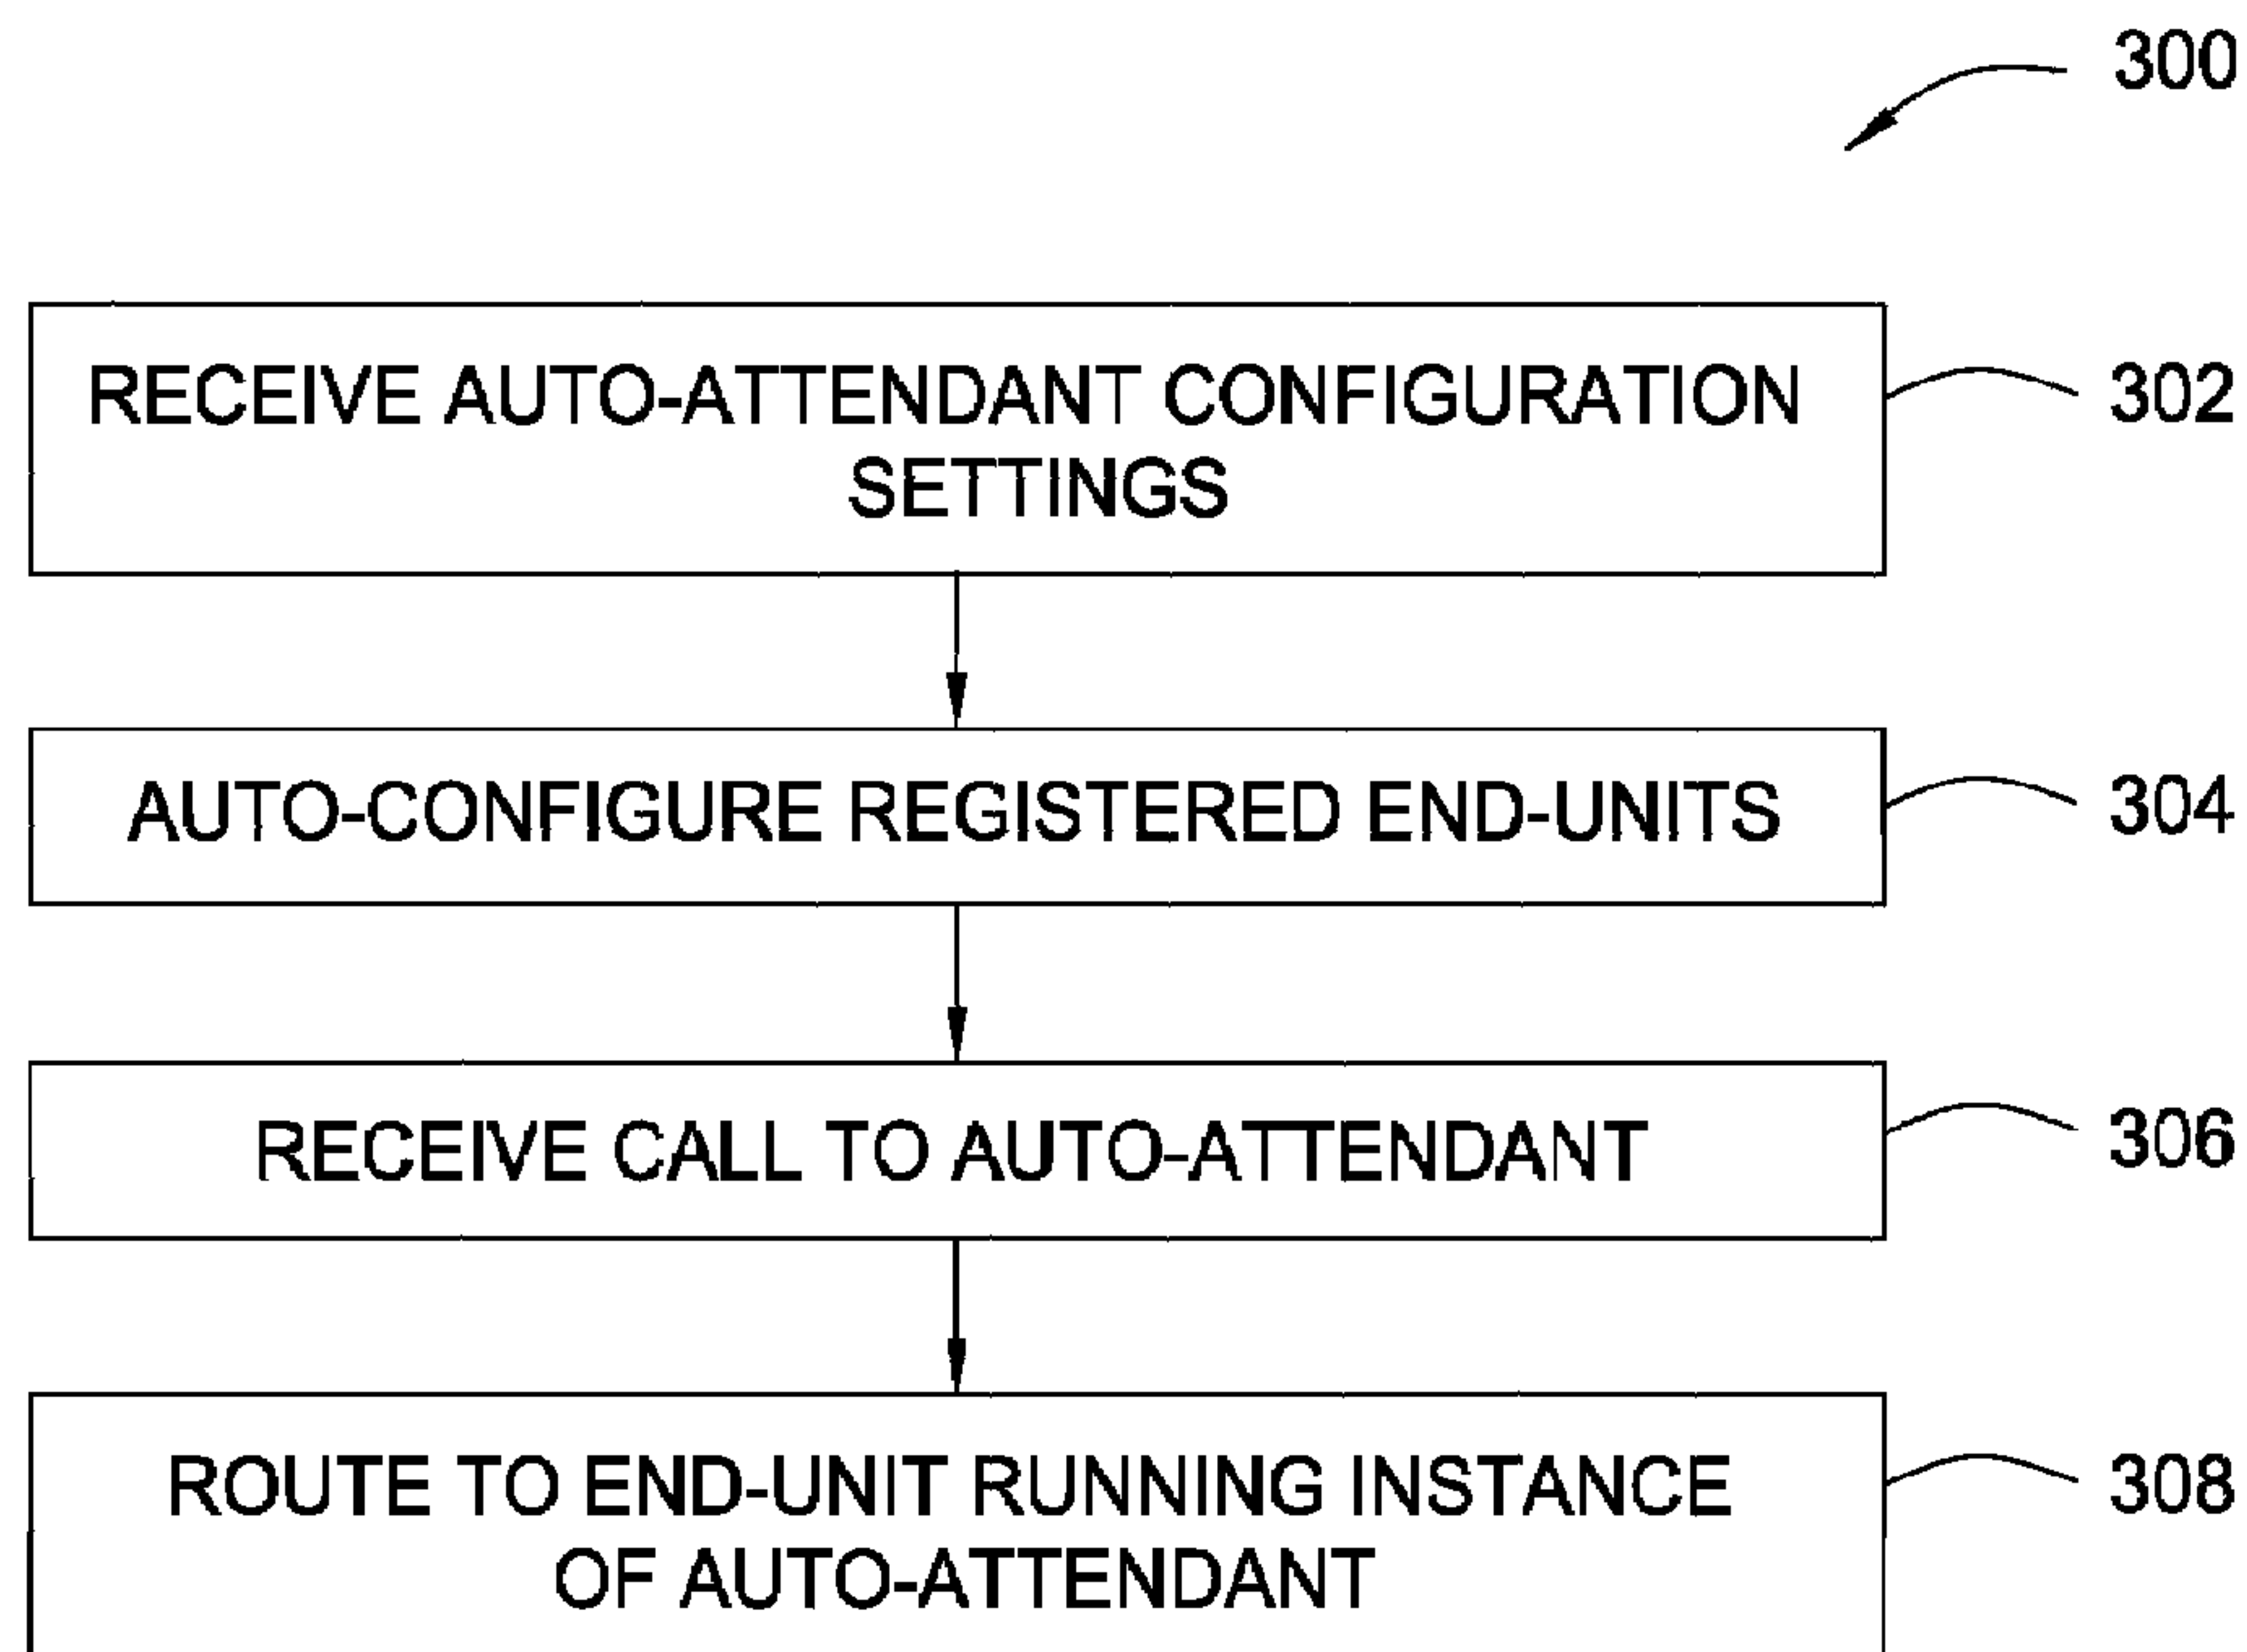 300
RECEIVE AUTO-ATTENDANT CONFIGURATION
SETTINGS
302
AUTO-CONFIGURE REGISTERED END-UNITS
304
RECEIVE CALL TO AUTO-ATTENDANT
306
ROUTE TO END-UNIT RUNNING INSTANCE
OF AUTO-ATTENDANT
308